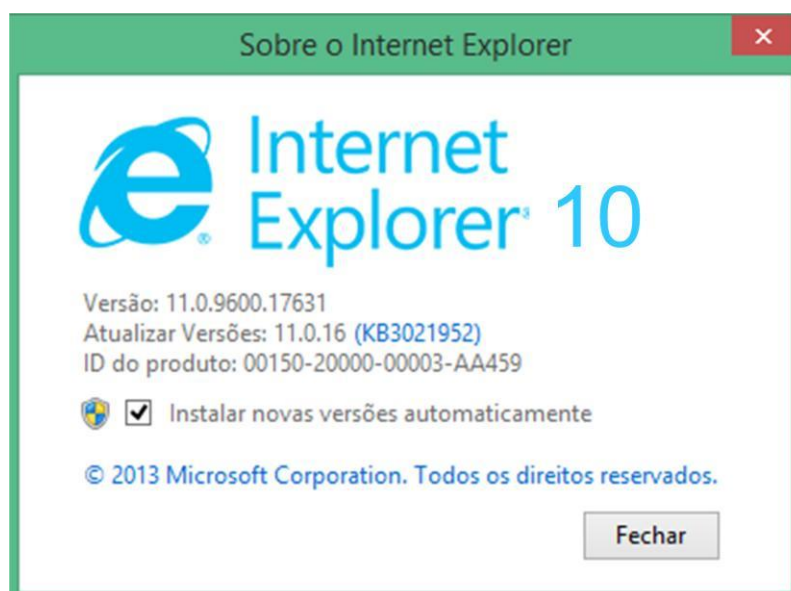 Sobre o Internet Explorer
Internet
Explorer 10
Versão: 11.0.9600.17631
Atualizar Versões: 11.0.16 (KB3021952)
ID do produto: 00150-20000-00003-AA459
Instalar novas versões automaticamente
© 2013 Microsoft Corporation. Todos os direitos reservados.
Fechar